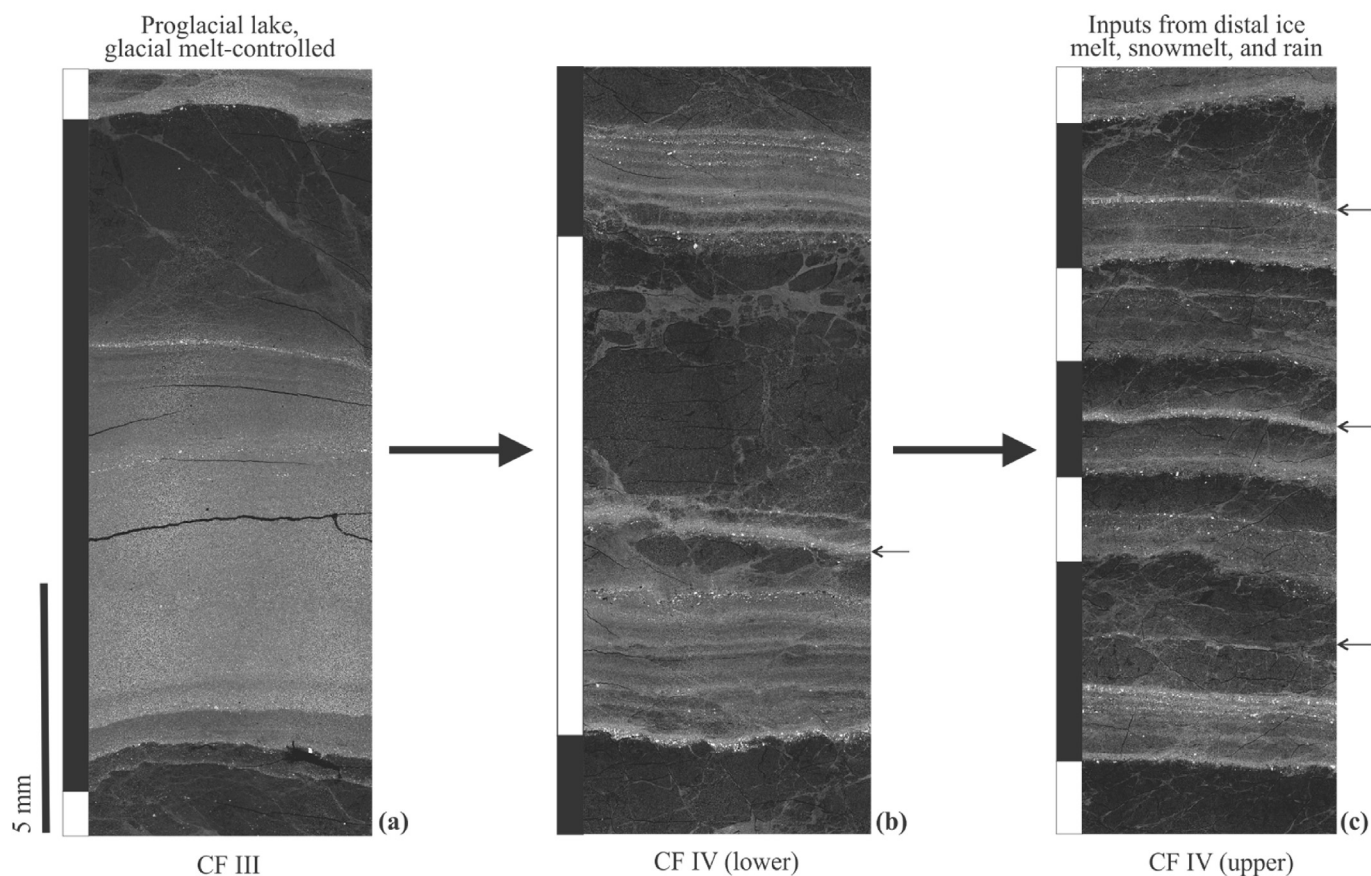 Proglacial lake,
glacial melt-controlled
Inputs from distal ice
melt, snowmelt, and rain
5 mm
(a)
(b)
(c)
CF III
CF IV (lower)
CF IV (upper)